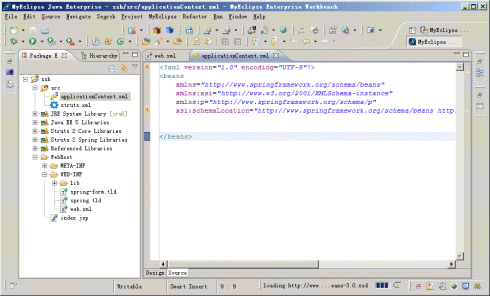 MyEclipse Java Enterprise - ssh/src/applicationContext.xml - MyEclipse Enterprise Workbench
File Edit Source Navigate Search Project MyEclipse Refactor Run Window Help
MyEclipse
MyEclipse
Package E
Hierarchy
web.xml
applicationContext.xml
ssh
src
applicationContext.xml
struts.xml
JRE System Library [jre6]
Java EE 5 Libraries
Struts 2 Core Libraries
Struts 2 Spring Libraries
Referenced Libraries
WebRoot
META-INF
WEB-INF
lib
spring-form.tld
spring.tld
web.xml
index.jsp
<?xml version="1.0" encoding="UTF-8"?>
<beans
xmlns="http://www.springframework.org/schema/beans"
xmlns:xsi="http://www.w3.org/2001/XMLSchema-instance"
xmlns:p="http://www.springframework.org/schema/p"
xsi:schemaLocation="http://www.springframework.org/schema/beans http:
</beans>
Design Source
Writable
Smart Insert
9 : 9
loading http://www....eans-3.0.xsd